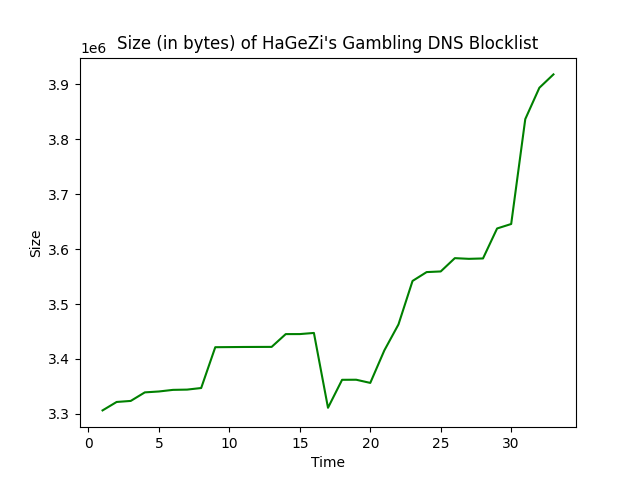 Size (in bytes) of HaGeZi's Gambling DNS Blocklist
1e6
3.9
3.8
3.7
3.6
3.5
3.4
3.3
Size
0 5 10 15 20 25 30
Time